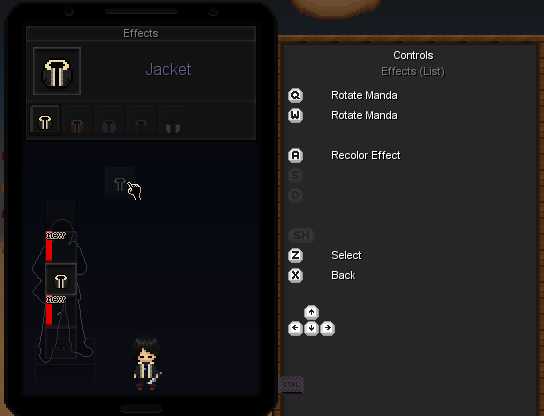 Effects
Jacket
new
new
Controls
Effects (List)
Q Rotate Manda
W Rotate Manda
A Recolor Effect
S
D
SH
Z Select
X Back
CTRL